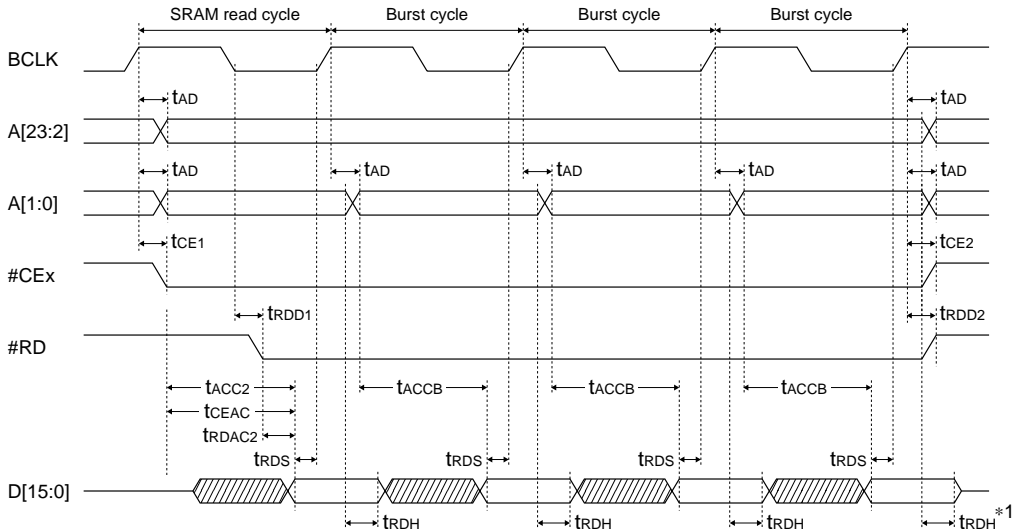 SRAM read cycle Burst cycle Burst cycle Burst cycle
BCLK
tAD tAD
A[23:2]
tAD tAD tAD tAD tAD
A[1:0]
tCE1 tCE2
#CEx
tRDD1 tRDD2
#RD
tACC2 tACCB tACCB tACCB
tCEAC
tRDAC2
tRDS tRDS tRDS tRDS
D[15:0]
tRDH tRDH tRDH tRDH*1